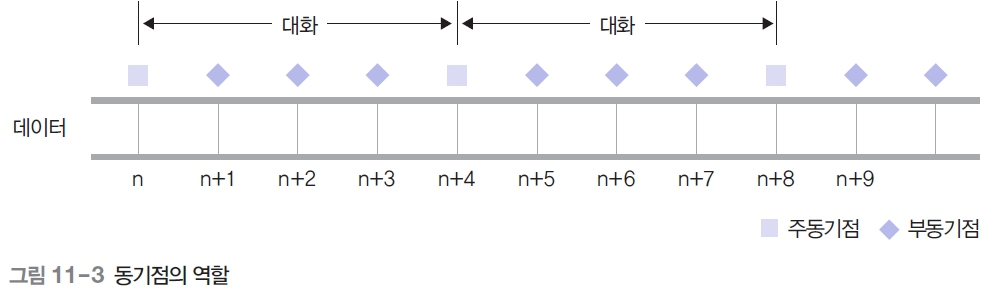 대화 대화
데이터
n n+1 n+2 n+3 n+4 n+5 n+6 n+7 n+8 n+9
주동기점 부동기점
그림 11-3 동기점의 역할